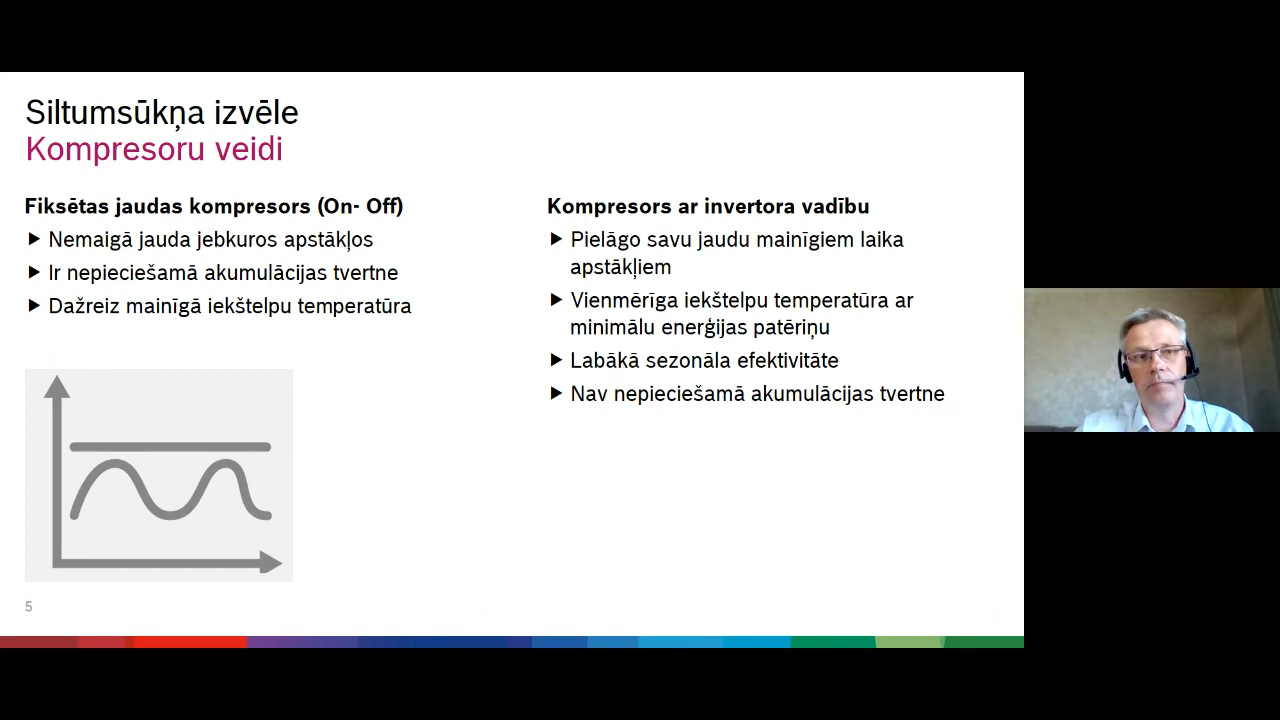 Siltumsūkņa izvēle
Kompresoru veidi
Fiksētas jaudas kompresors (On- Off)
Nemaigā jauda jebkuros apstākļos
Ir nepieciešamā akumulācijas tvertne
Dažreiz mainīgā iekštelpu temperatūra
Kompresors ar invertora vadību
Pielāgo savu jaudu mainīgiem laika
apstākļiem
Vienmērīga iekštelpu temperatūra ar
minimālu enerģijas patēriņu
Labākā sezonāla efektivitāte
Nav nepieciešamā akumulācijas tvertne
5